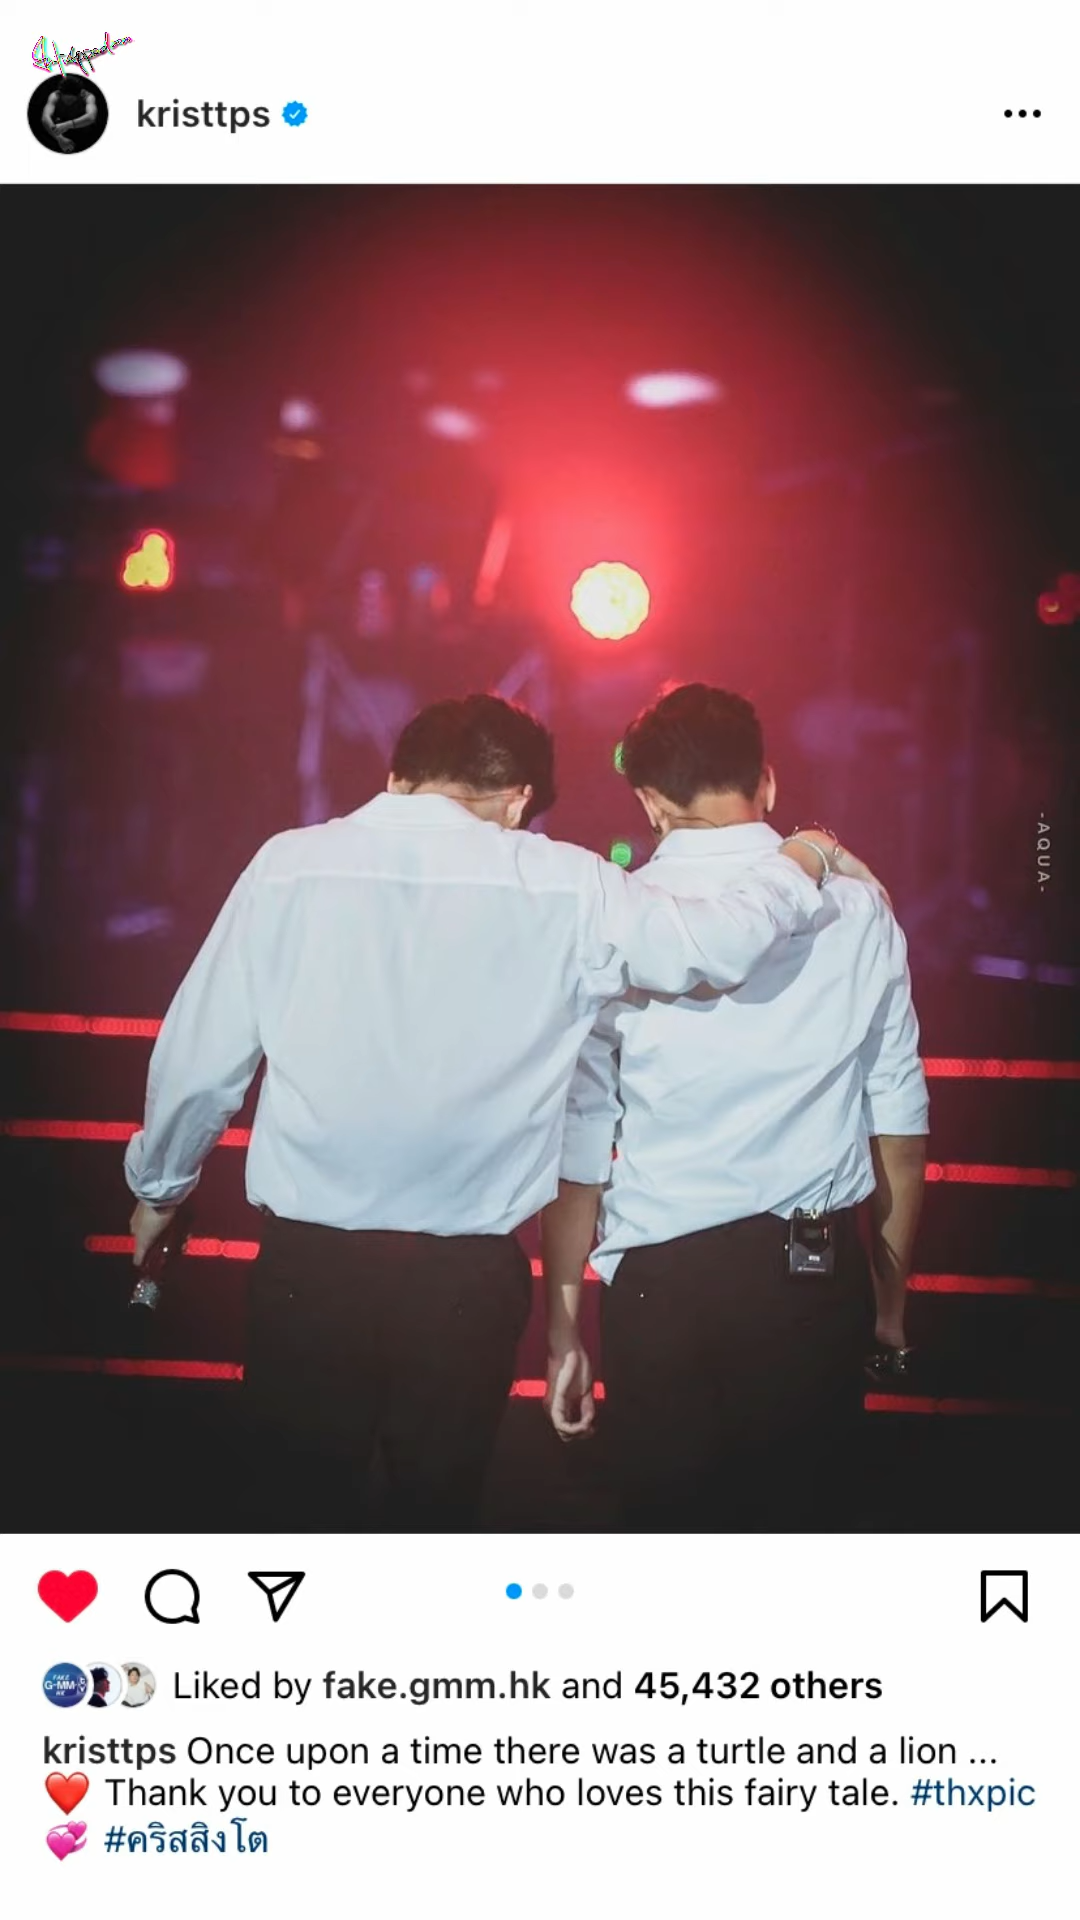 kristtps
-AQUA-
Liked by fake.gmm.hk and 45,432 others
kristtps Once upon a time there was a turtle and a lion ...
❤️ Thank you to everyone who loves this fairy tale. #thxpic
💞 #คริสสิงโต